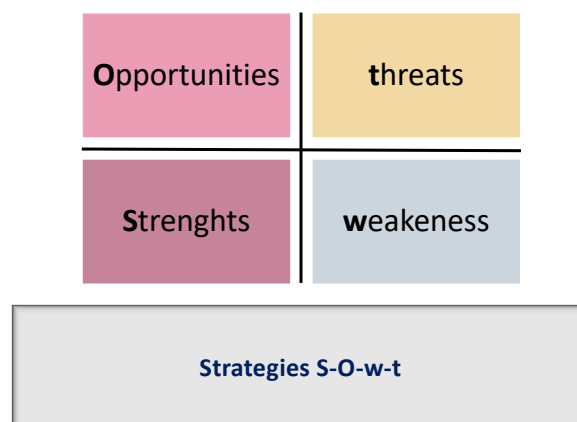 Opportunities
threats
Strenghts
weakeness
Strategies S-O-w-t